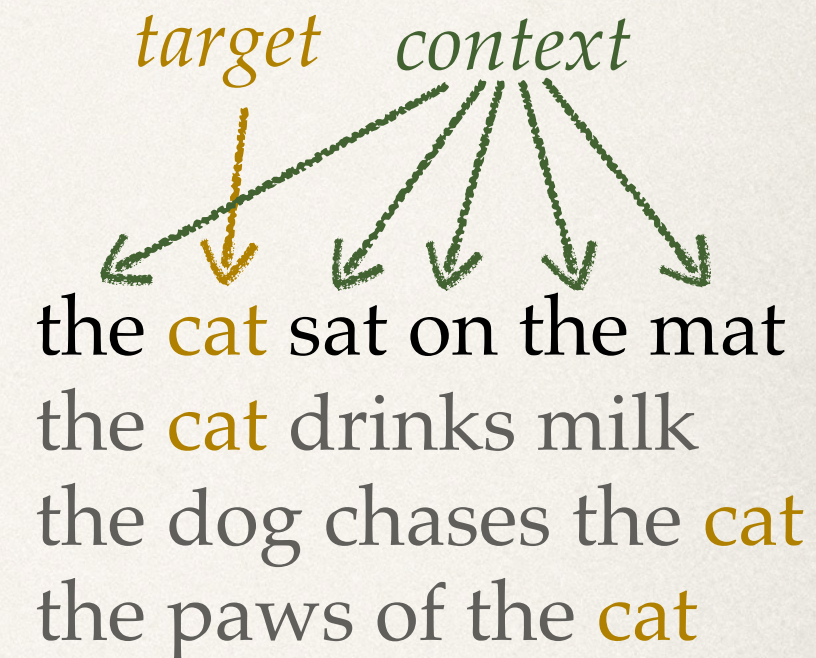 target context
the cat sat on the mat
the cat drinks milk
the dog chases the cat
the paws of the cat